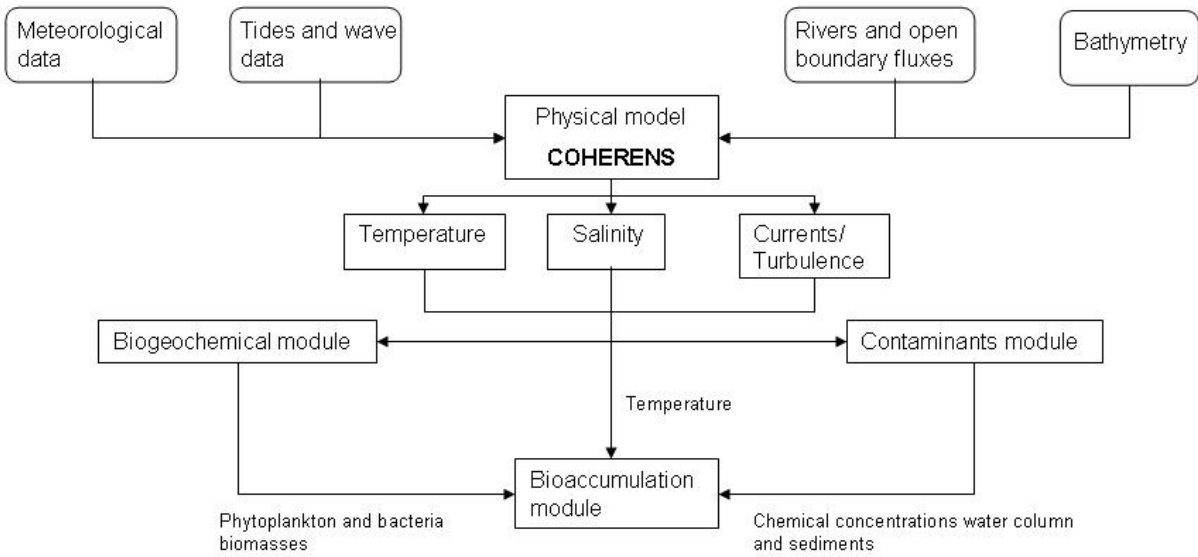 Meteorological
data
Tides and wave
data
Rivers and open
boundary fluxes
Bathymetry
Physical model
COHERENS
Temperature
Salinity
Currents/
Turbulence
Biogeochemical module
Contaminants module
Temperature
Bioaccumulation
module
Phytoplankton and bacteria
biomasses
Chemical concentrations water column
and sediments